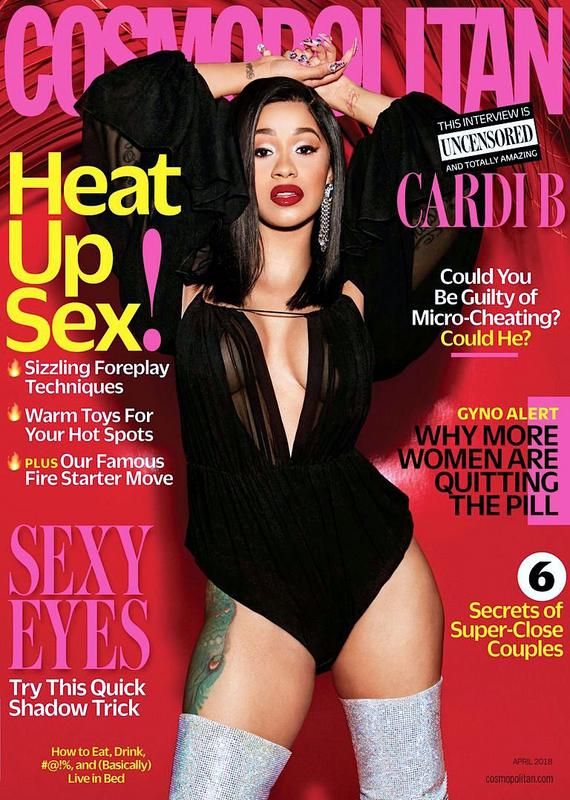 COSMOPOLITAN
THIS INTERVIEW IS
UNCENSORED
AND TOTALLY AMAZING
CARDI B
Heat
Up
Sex!
Sizzling Foreplay
Techniques
Warm Toys For
Your Hot Spots
PLUS Our Famous
Fire Starter Move
Could You
Be Guilty of
Micro-Cheating?
Could He?
GYNO ALERT
WHY MORE
WOMEN ARE
QUITTING
THE PILL
SEXY
EYES
Try This Quick
Shadow Trick
6
Secrets of
Super-Close
Couples
How to Eat, Drink,
#@!%, and (Basically)
Live in Bed
APRIL 2018
cosmopolitan.com